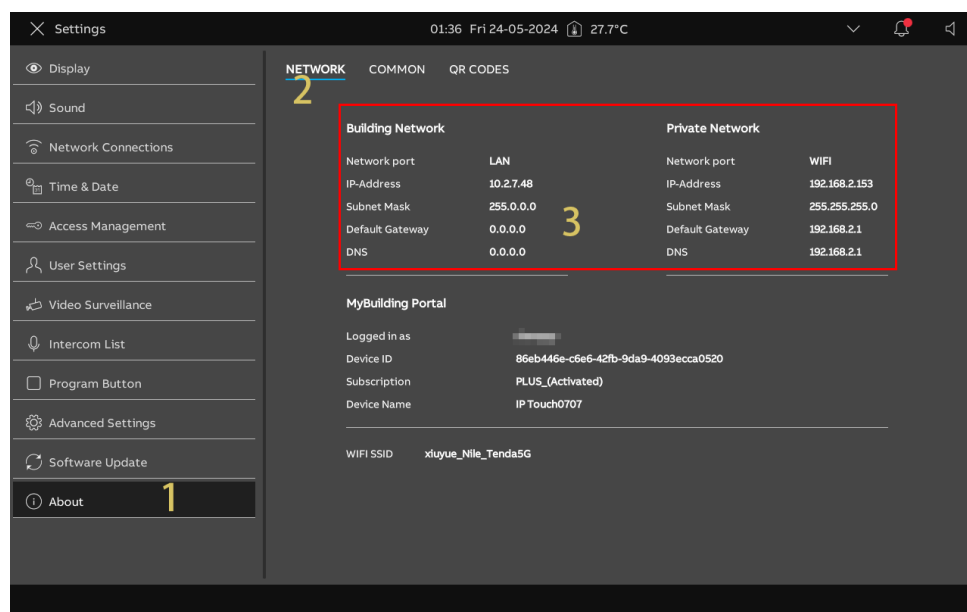 Settings
01:36 Fri 24-05-2024 27.7°C
Display
Sound
Network Connections
Time & Date
Access Management
User Settings
Video Surveillance
Intercom List
Program Button
Advanced Settings
Software Update
About 1
NETWORK COMMON QR CODES
2
Building Network
Network port LAN
IP-Address 10.2.7.48
Subnet Mask 255.0.0.0
Default Gateway 0.0.0.0
DNS 0.0.0.0
3
Private Network
Network port WIFI
IP-Address 192.168.2.153
Subnet Mask 255.255.255.0
Default Gateway 192.168.2.1
DNS 192.168.2.1
MyBuilding Portal
Logged in as
Device ID 86eb446e-c6e6-42fb-9da9-4093ecca0520
Subscription PLUS_(Activated)
Device Name IP Touch0707
WIFI SSID xiuyue_Nile_Tenda5G